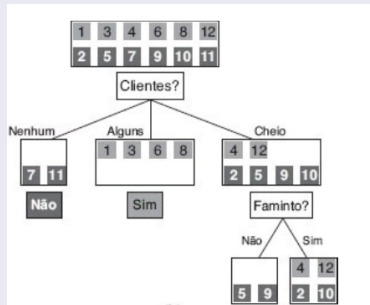 1 3 4 6 8 12
2 5 7 9 10 11
Clientes?
Nenhum Alguns Cheio
1 3 6 8 4 12
7 11 2 5 9 10
Não Sim Faminto?
Não Sim
4 12
5 9 2 10